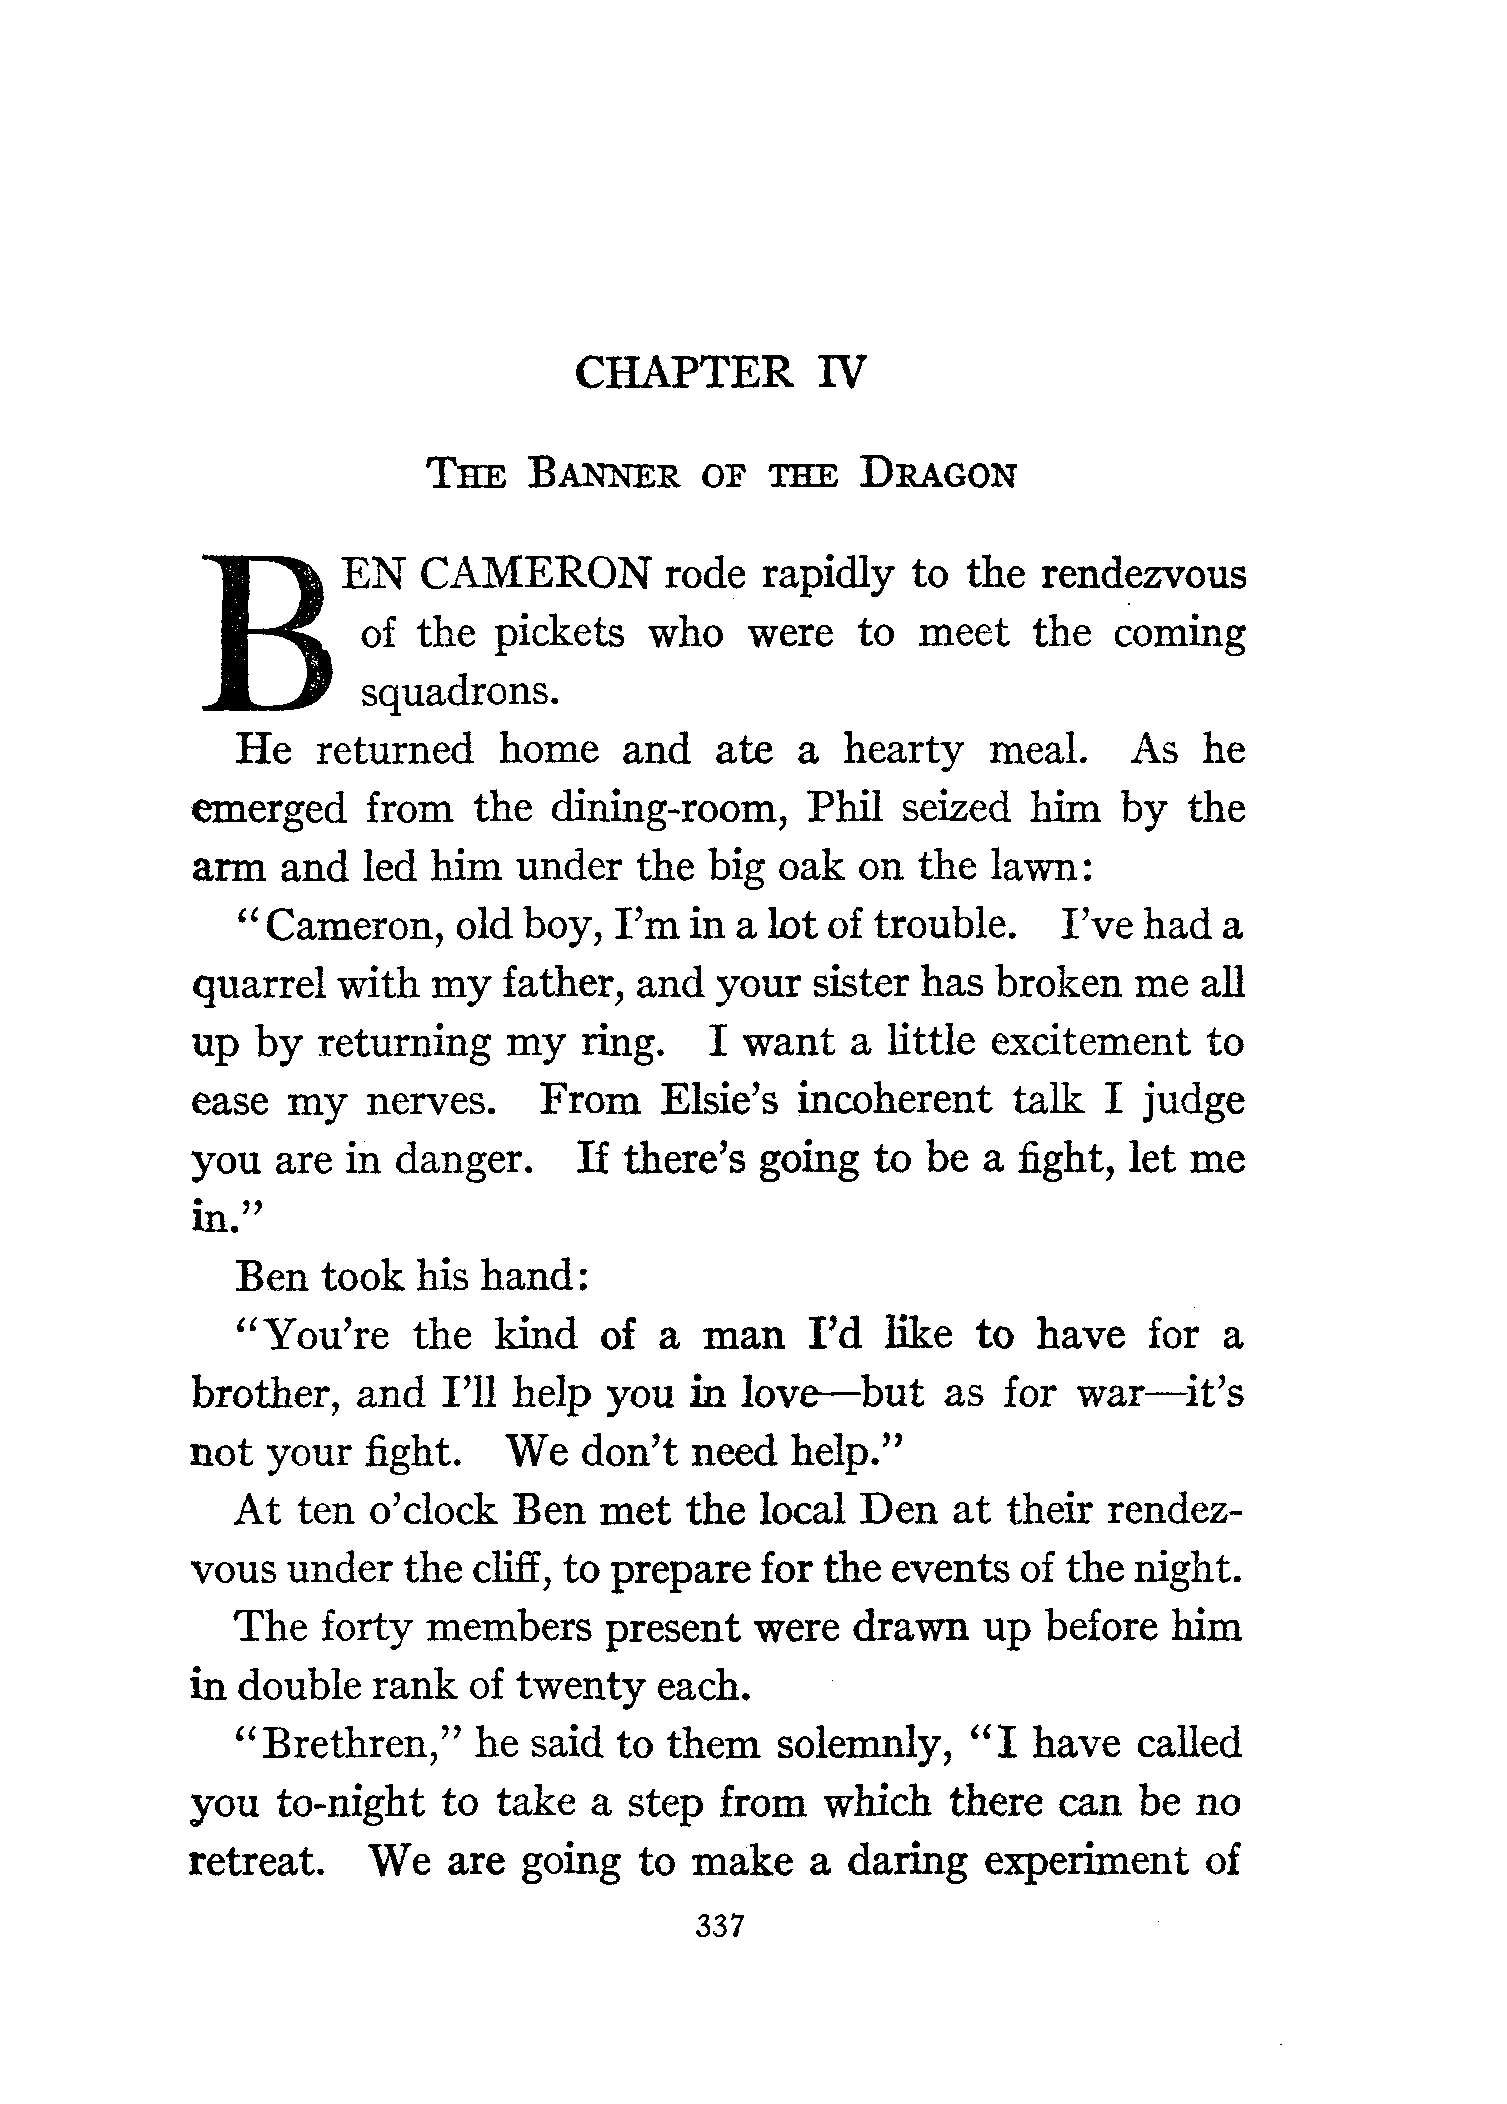 CHAPTER IV
THE BANNER OF THE DRAGON
BEN CAMERON rode rapidly to the rendezvous
of the pickets who were to meet the coming
squadrons.
He returned home and ate a hearty meal. As he
emerged from the dining-room, Phil seized him by the
arm and led him under the big oak on the lawn:
"Cameron, old boy, I'm in a lot of trouble. I've had a
quarrel with my father, and your sister has broken me all
up by returning my ring. I want a little excitement to
ease my nerves. From Elsie's incoherent talk I judge
you are in danger. If there's going to be a fight, let me
in."
Ben took his hand:
"You're the kind of a man I'd like to have for a
brother, and I'll help you in love—but as for war—it's
not your fight. We don't need help."
At ten o'clock Ben met the local Den at their rendez-
vous under the cliff, to prepare for the events of the night.
The forty members present were drawn up before him
in double rank of twenty each.
"Brethren," he said to them solemnly, "I have called
you to-night to take a step from which there can be no
retreat. We are going to make a daring experiment of
337